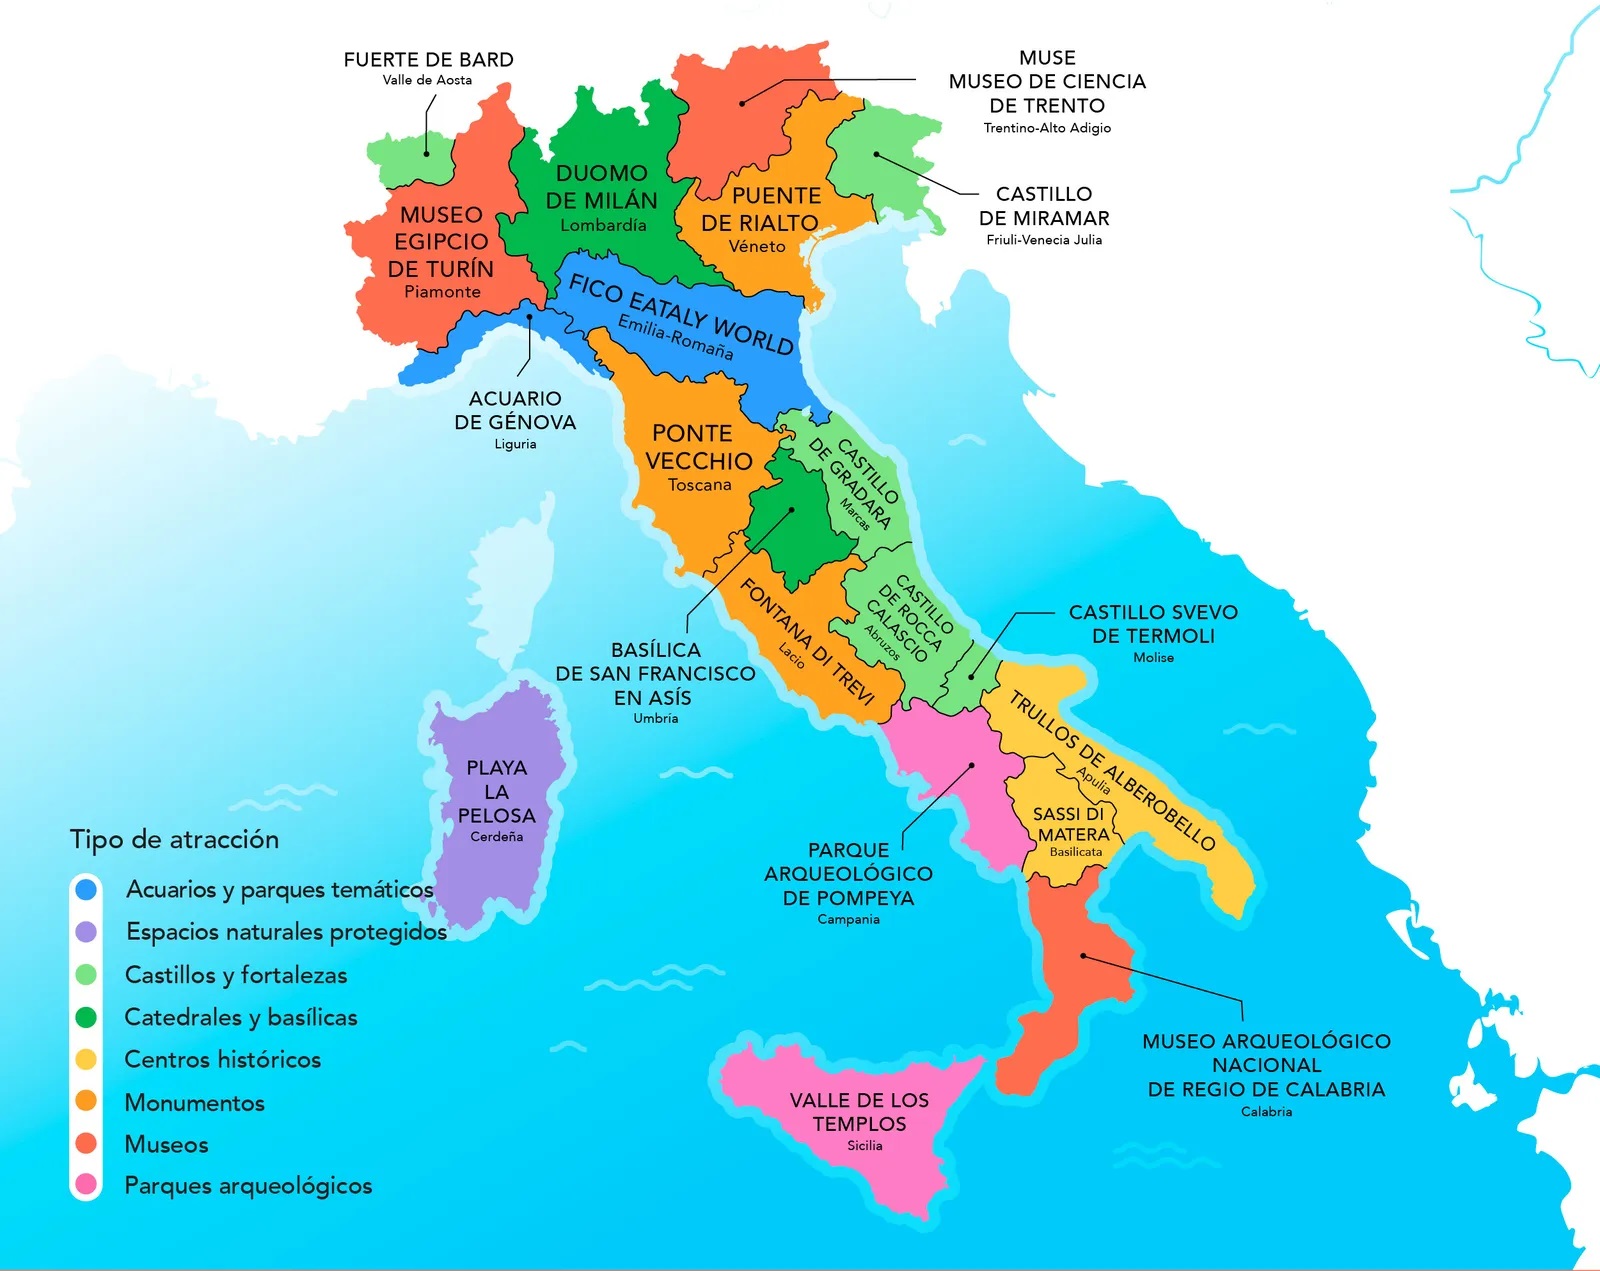 FUERTE DE BARD
Valle de Aosta
MUSE
MUSEO DE CIENCIA
DE TRENTO
Trentino-Alto Adigio
DUOMO
DE MILÁN
Lombardía
PUENTE
DE RIALTO
Véneto
CASTILLO
DE MIRAMAR
Friuli-Venecia Julia
MUSEO
EGIPCIO
DE TURÍN
Piamonte
FICO EATALY WORLD
Emilia-Romaña
ACUARIO
DE GÉNOVA
Liguria
PONTE
VECCHIO
Toscana
CASTILLO
DE GRADARA
Marcas
CASTILLO
DE ROCCA
CALASCIO
Abruzos
FONTANA DI TREVI
Lacio
BASÍLICA
DE SAN FRANCISCO
EN ASÍS
Umbría
CASTILLO SVEVO
DE TERMOLI
Molise
TRULLOS DE ALBEROBELLO
Apulia
SASSI DI
MATERA
Basilicata
PLAYA
LA
PELOSA
Cerdeña
PARQUE
ARQUEOLÓGICO
DE POMPEYA
Campania
MUSEO ARQUEOLÓGICO
NACIONAL
DE REGIO DE CALABRIA
Calabria
VALLE DE LOS
TEMPLOS
Sicilia
Tipo de atracción
Acuarios y parques temáticos
Espacios naturales protegidos
Castillos y fortalezas
Catedrales y basílicas
Centros históricos
Monumentos
Museos
Parques arqueológicos